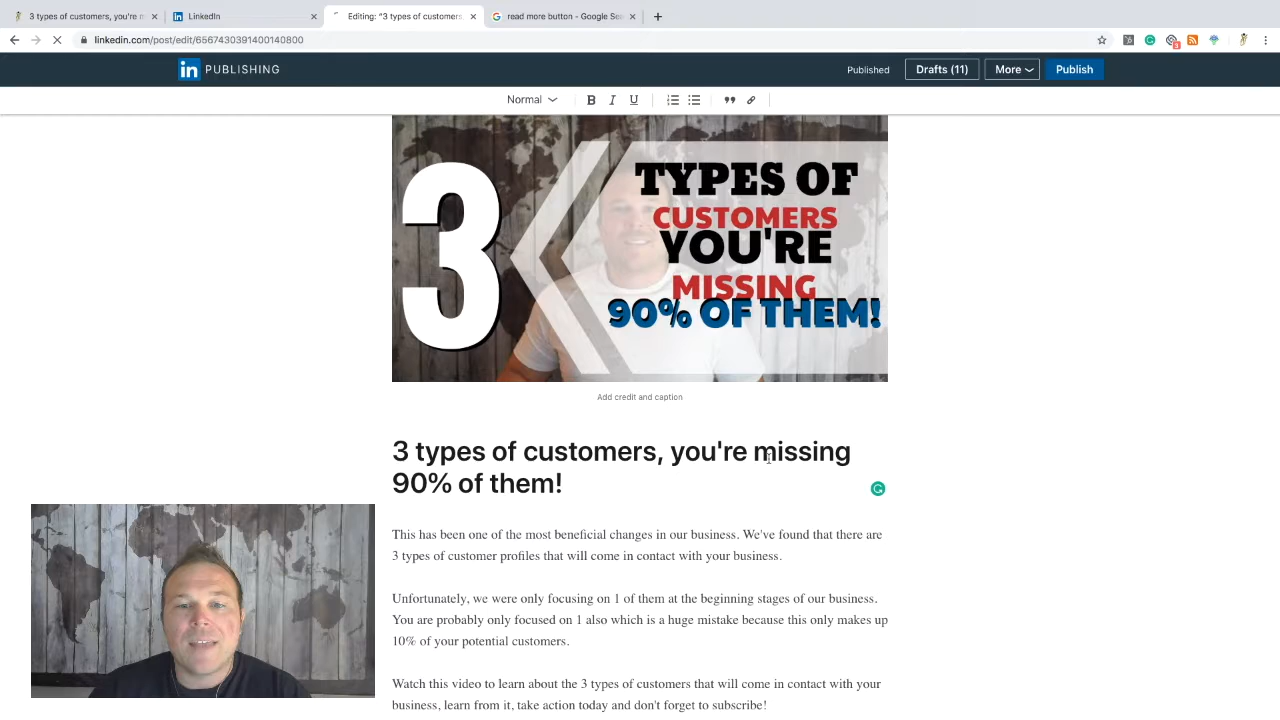 3 types of customers, you're m
LinkedIn
Editing: "3 types of customers,
read more button - Google Sea
linkedin.com/post/edit/6567430391400140800
3
in PUBLISHING
Published
Drafts (11)
More
Publish
Normal
B
I
U
3
TYPES OF
CUSTOMERS
YOU'RE
MISSING
90% OF THEM!
Add credit and caption
3 types of customers, you're missing
90% of them!
This has been one of the most beneficial changes in our business. We've found that there are
3 types of customer profiles that will come in contact with your business.
Unfortunately, we were only focusing on 1 of them at the beginning stages of our business.
You are probably only focused on 1 also which is a huge mistake because this only makes up
10% of your potential customers.
Watch this video to learn about the 3 types of customers that will come in contact with your
business, learn from it, take action today and don't forget to subscribe!